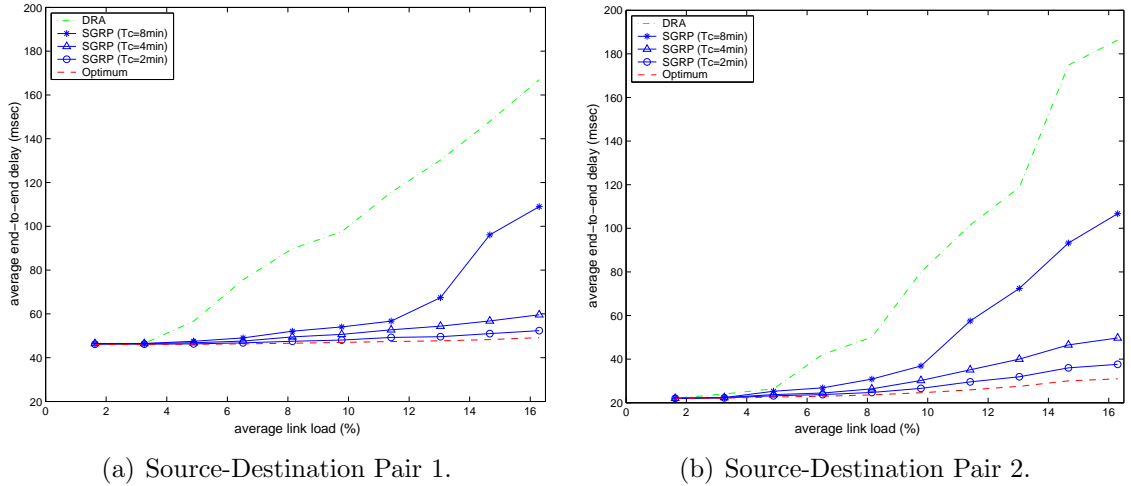 200
180
160
140
120
100
80
60
40
20
0
2
4
6
8
10
12
14
16
average end-to-end delay (msec)
average link load (%)
DRA
SGRP (Tc=8min)
SGRP (Tc=4min)
SGRP (Tc=2min)
Optimum
(a) Source-Destination Pair 1.
200
180
160
140
120
100
80
60
40
20
0
2
4
6
8
10
12
14
16
average end-to-end delay (msec)
average link load (%)
DRA
SGRP (Tc=8min)
SGRP (Tc=4min)
SGRP (Tc=2min)
Optimum
(b) Source-Destination Pair 2.